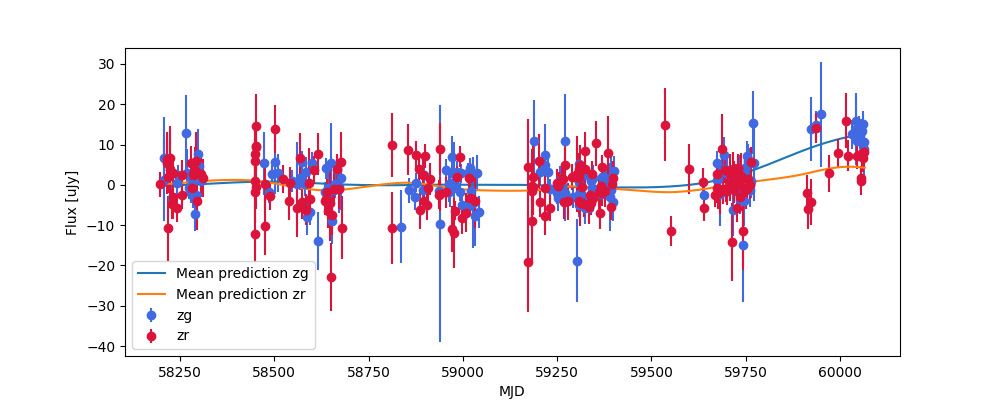 30
20
10
0
−10
−20
−30
−40
Flux [uJy]
Mean prediction zg
Mean prediction zr
zg
zr
58250 58500 58750 59000 59250 59500 59750 60000
MJD